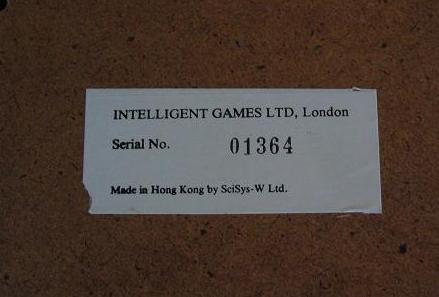 INTELLIGENT GAMES LTD, London
Serial No. 01364
Made in Hong Kong by SciSys-W Ltd.